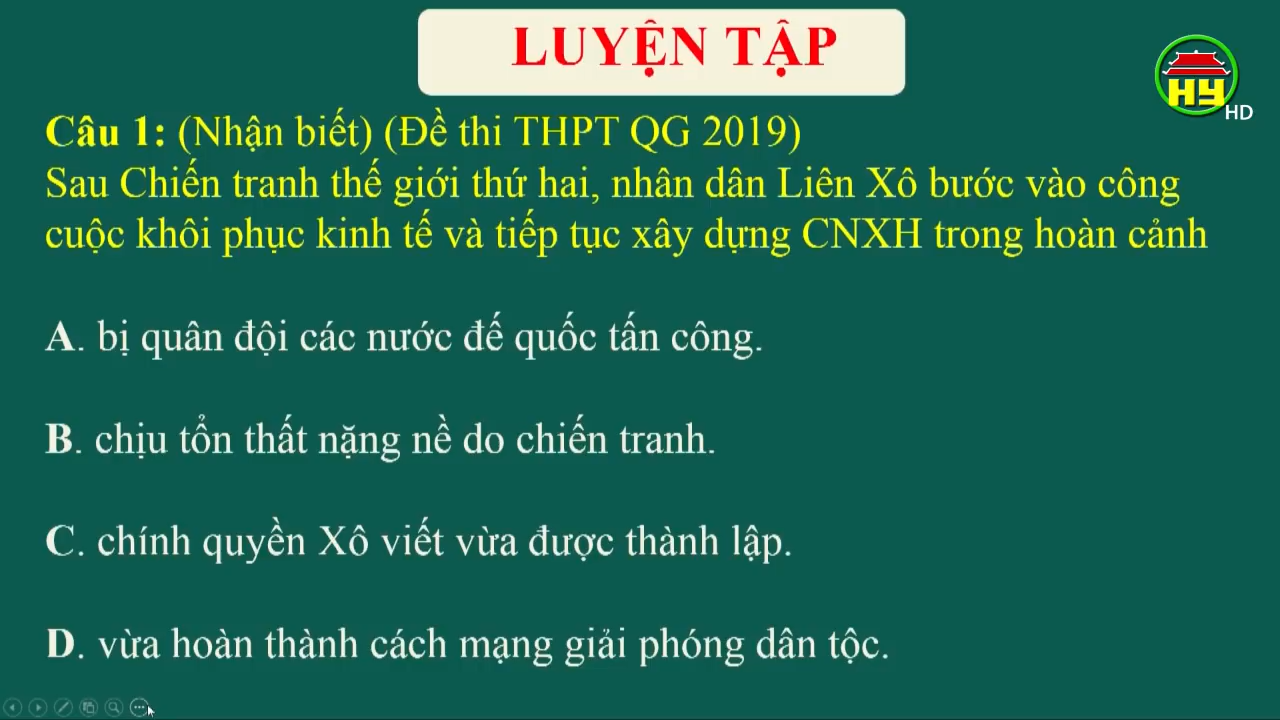 LUYỆN TẬP
HY
HD
Câu 1: (Nhận biết) (Đề thi THPT QG 2019)
Sau Chiến tranh thế giới thứ hai, nhân dân Liên Xô bước vào công
cuộc khôi phục kinh tế và tiếp tục xây dựng CNXH trong hoàn cảnh
A. bị quân đội các nước đế quốc tấn công.
B. chịu tổn thất nặng nề do chiến tranh.
C. chính quyền Xô viết vừa được thành lập.
D. vừa hoàn thành cách mạng giải phóng dân tộc.